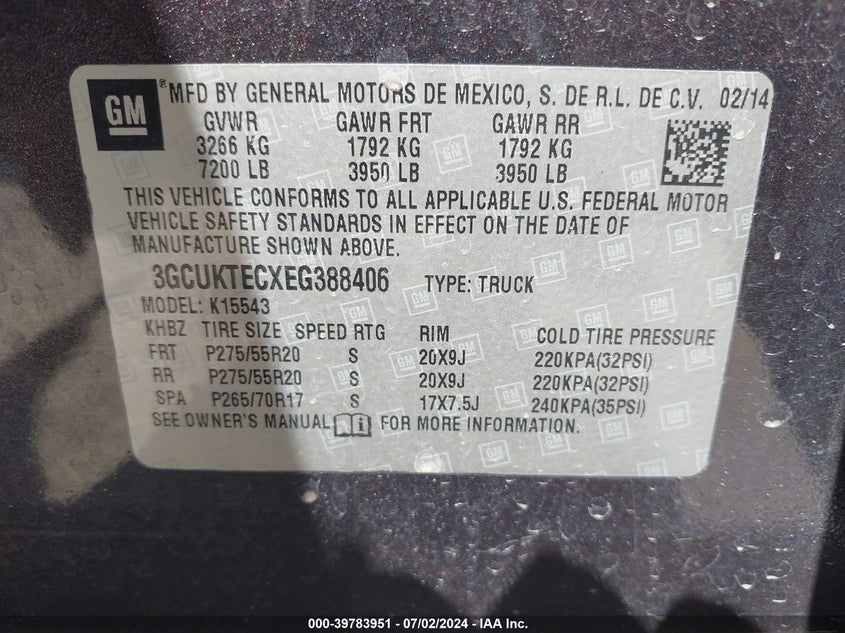 GM
® MFD BY GENERAL MOTORS DE MEXICO, S. DE R.L. DE C.V. 02/14
GVWR GAWR FRT GAWR RR
3266 KG 1792 KG 1792 KG
7200 LB 3950 LB 3950 LB
THIS VEHICLE CONFORMS TO ALL APPLICABLE U.S. FEDERAL MOTOR
VEHICLE SAFETY STANDARDS IN EFFECT ON THE DATE OF
MANUFACTURE SHOWN ABOVE.
3GCUKTECXEG388406 TYPE: TRUCK
MODEL: K15543
KHBZ TIRE SIZE SPEED RTG RIM COLD TIRE PRESSURE
FRT P275/55R20 S 20X9J 220KPA(32PSI)
RR P275/55R20 S 20X9J 220KPA(32PSI)
SPA P265/70R17 S 17X7.5J 240KPA(35PSI)
SEE OWNER'S MANUAL FOR MORE INFORMATION.
000-39783951 - 07/02/2024 - IAA Inc.